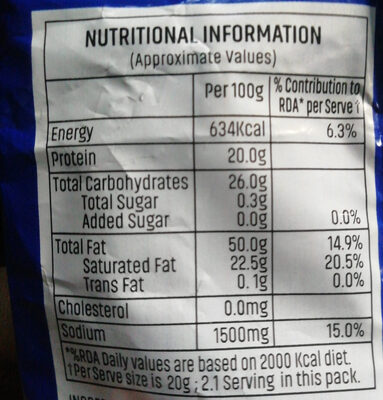 NUTRITIONAL INFORMATION
(Approximate Values)
Per 100g % Contribution to RDA* per Serve †
Energy 634Kcal 6.3%
Protein 20.0g
Total Carbohydrates 26.0g
Total Sugar 0.3g
Added Sugar 0.0g 0.0%
Total Fat 50.0g 14.9%
Saturated Fat 22.5g 20.5%
Trans Fat 0.1g 0.0%
Cholesterol 0.0mg
Sodium 1500mg 15.0%
*%RDA Daily values are based on 2000 Kcal diet.
†Per Serve size is 20g ; 2.1 Serving in this pack.